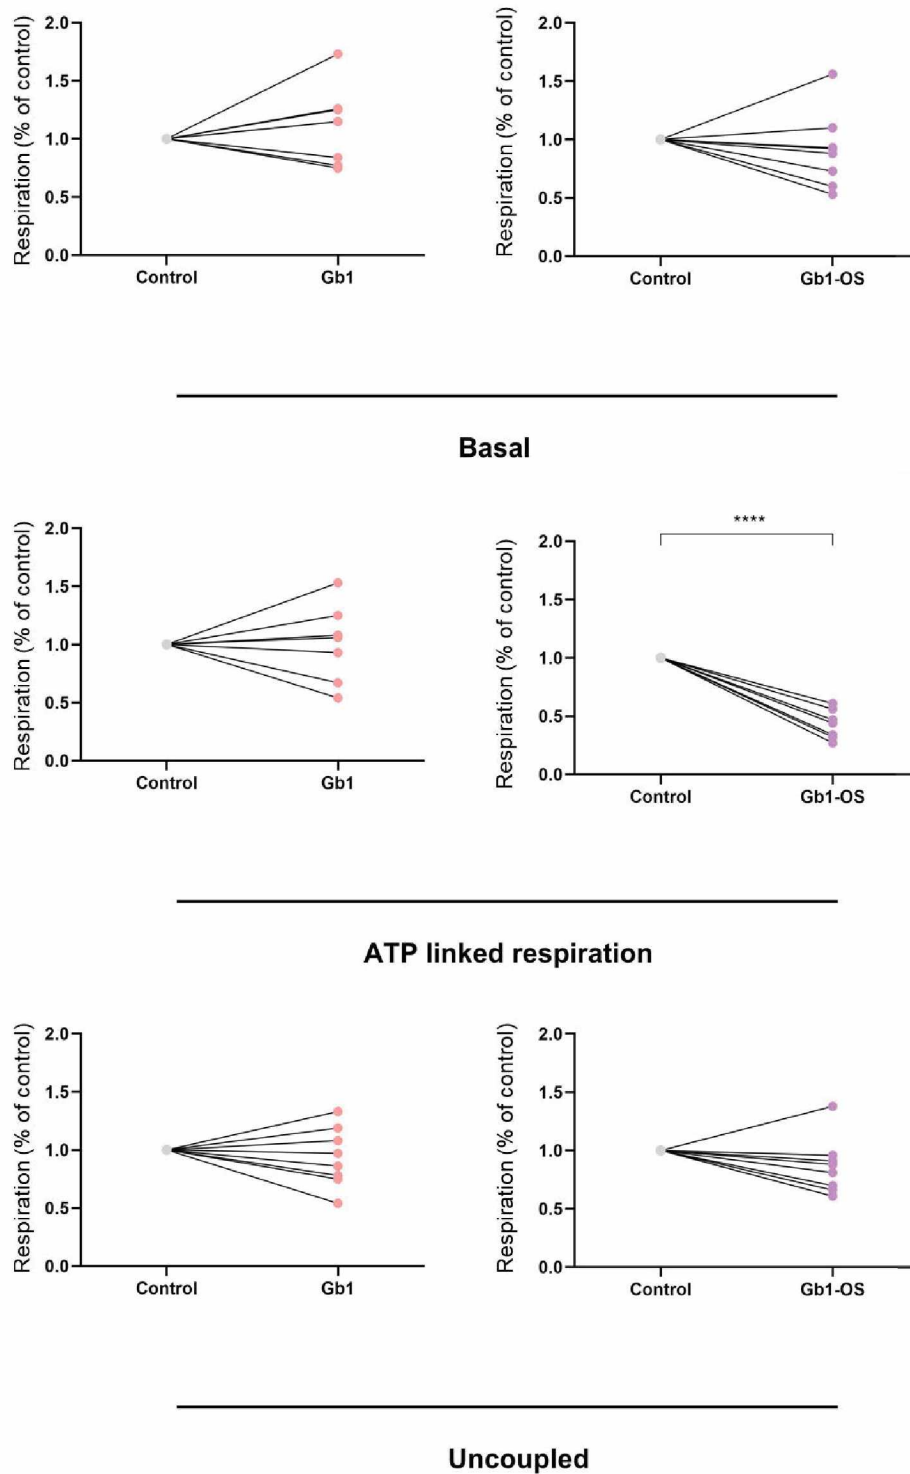 Respiration (% of control)
2.0
1.5
1.0
0.5
0.0
Control Gb1
Respiration (% of control)
2.0
1.5
1.0
0.5
0.0
Control Gb1-OS
Basal
Respiration (% of control)
2.0
1.5
1.0
0.5
0.0
Control Gb1
Respiration (% of control)
****
2.0
1.5
1.0
0.5
0.0
Control Gb1-OS
ATP linked respiration
Respiration (% of control)
2.0
1.5
1.0
0.5
0.0
Control Gb1
Respiration (% of control)
2.0
1.5
1.0
0.5
0.0
Control Gb1-OS
Uncoupled